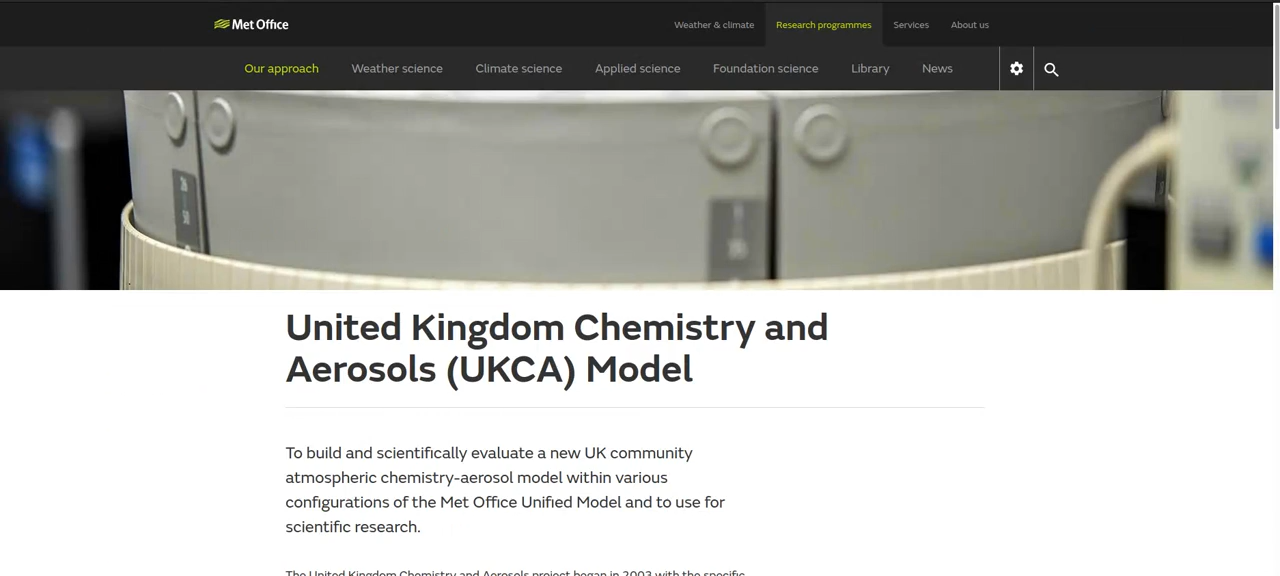 Met Office
Weather & climate
Research programmes
Services
About us
Our approach
Weather science
Climate science
Applied science
Foundation science
Library
News
United Kingdom Chemistry and
Aerosols (UKCA) Model
To build and scientifically evaluate a new UK community
atmospheric chemistry-aerosol model within various
configurations of the Met Office Unified Model and to use for
scientific research.
The United Kingdom Chemistry and Aerosols project began in 2003 with the specific